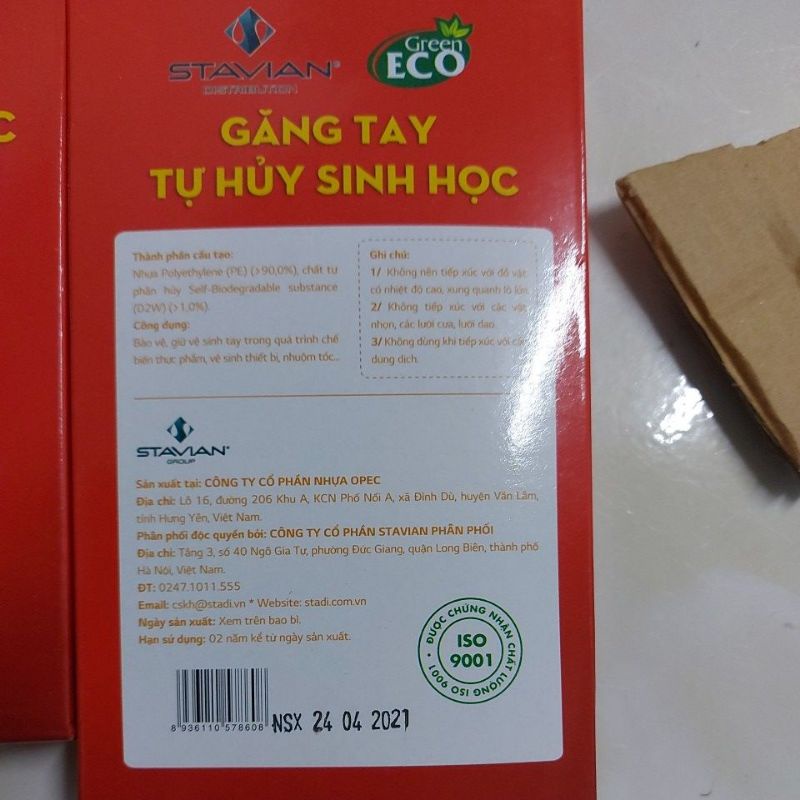 STAVIAN®
DISTRIBUTION
Green
ECO
C
GĂNG TAY
TỰ HỦY SINH HỌC
Thành phần cấu tạo:
Nhựa Polyethylene (PE) (>90,0%), chất tự
phân hủy Self-Biodegradable substance
(D2W) (>1,0%).
Công dụng:
Bảo vệ, giữ vệ sinh tay trong quá trình chế
biến thực phẩm, vệ sinh thiết bị, nhuộm tóc...
Ghi chú:
1/ Không nên tiếp xúc với đồ vật
có nhiệt độ cao, xung quanh lò lớn.
2/ Không tiếp xúc với các vật
nhọn, các lưỡi cưa, lưỡi dao.
3/ Không dùng khi tiếp xúc với các
dung dịch.
STAVIAN®
GROUP
Sản xuất tại: CÔNG TY CỔ PHẦN NHỰA OPEC
Địa chỉ: Lô 16, đường 206 Khu A, KCN Phố Nối A, xã Đình Dù, huyện Văn Lâm,
tỉnh Hưng Yên, Việt Nam.
Phân phối độc quyền bởi: CÔNG TY CỔ PHẦN STAVIAN PHÂN PHỐI
Địa chỉ: Tầng 3, số 40 Ngô Gia Tự, phường Đức Giang, quận Long Biên, thành phố
Hà Nội, Việt Nam.
ĐT: 0247.1011.555
Email: cskh@stadi.vn * Website: stadi.com.vn
Ngày sản xuất: Xem trên bao bì.
Hạn sử dụng: 02 năm kể từ ngày sản xuất.
ĐƯỢC CHỨNG NHẬN CHẤT LƯỢNG ISO 9001
ISO
9001
8 936110 578608
NSX 24 04 2021